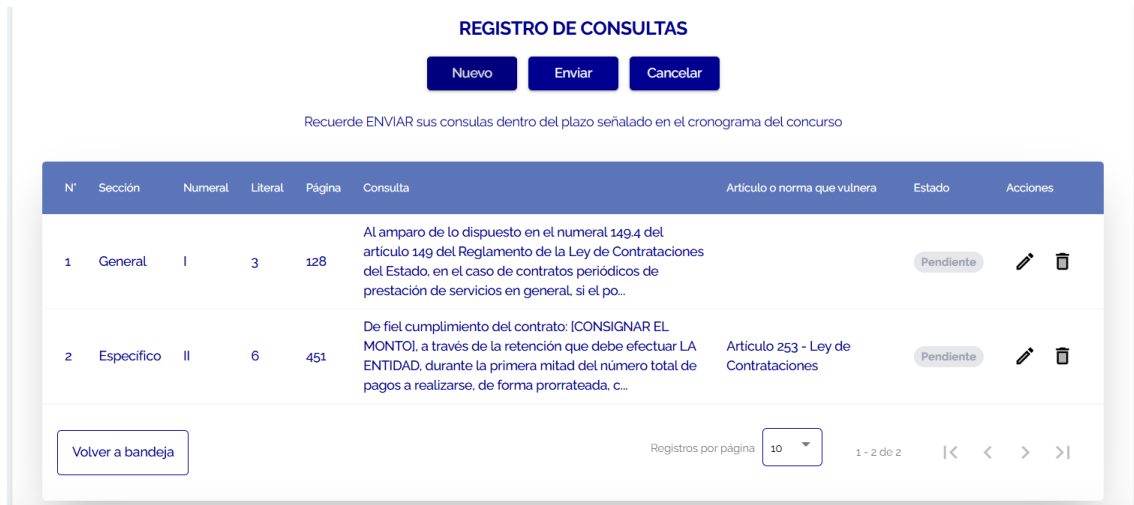 REGISTRO DE CONSULTAS
Nuevo Enviar Cancelar
Recuerde ENVIAR sus consulas dentro del plazo señalado en el cronograma del concurso
N° Sección Numeral Literal Página Consulta Artículo o norma que vulnera Estado Acciones
Al amparo de lo dispuesto en el numeral 149.4 del
artículo 149 del Reglamento de la Ley de Contrataciones
1 General I 3 128 del Estado, en el caso de contratos periódicos de Pendiente
prestación de servicios en general, si el po...
De fiel cumplimiento del contrato: [CONSIGNAR EL
MONTO], a través de la retención que debe efectuar LA Artículo 253 - Ley de
2 Específico II 6 451 ENTIDAD, durante la primera mitad del número total de Contrataciones Pendiente
pagos a realizarse, de forma prorrateada, c...
Volver a bandeja Registros por página 10 1 - 2 de 2